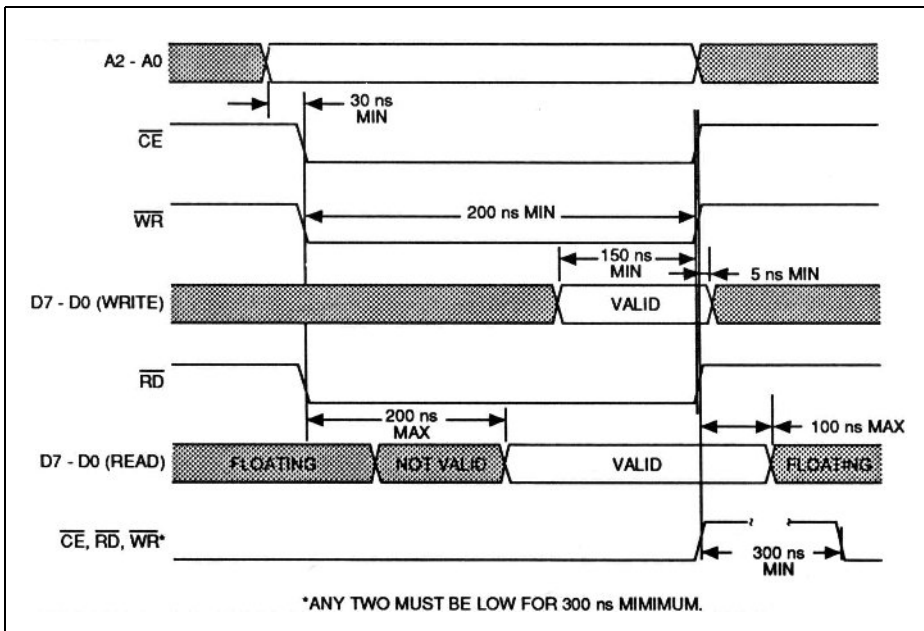 A2 - A0
30 ns
MIN
CE
WR
200 ns MIN
150 ns
MIN
5 ns MIN
D7 - D0 (WRITE)
VALID
RD
200 ns
MAX
100 ns MAX
D7 - D0 (READ)
FLOATING
NOT VALID
VALID
FLOATING
CE, RD, WR*
300 ns
MIN
*ANY TWO MUST BE LOW FOR 300 ns MIMIMUM.